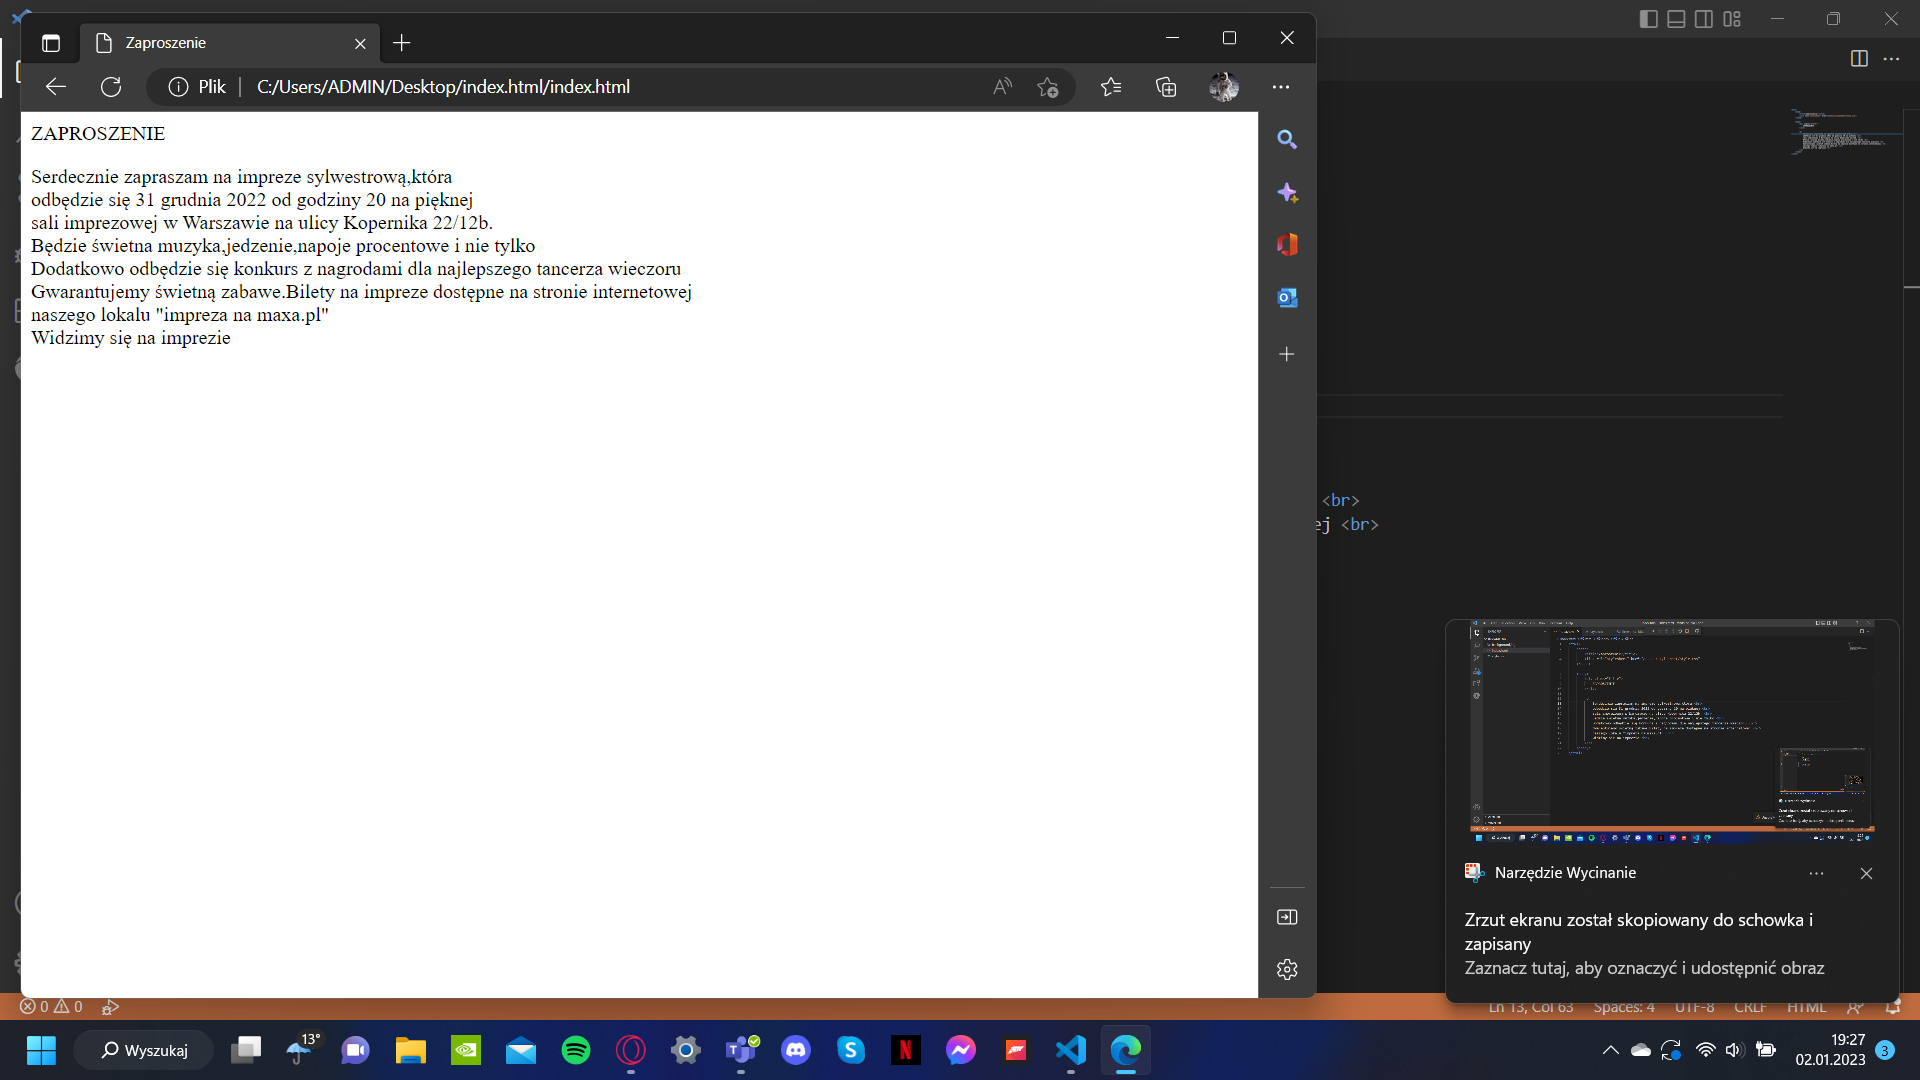 Zaproszenie
Plik
C:/Users/ADMIN/Desktop/index.html/index.html
ZAPROSZENIE
Serdecznie zapraszam na impreze sylwestrową,która
odbędzie się 31 grudnia 2022 od godziny 20 na pięknej
sali imprezowej w Warszawie na ulicy Kopernika 22/12b.
Będzie świetna muzyka,jedzenie,napoje procentowe i nie tylko
Dodatkowo odbędzie się konkurs z nagrodami dla najlepszego tancerza wieczoru
Gwarantujemy świetną zabawe.Bilety na impreze dostępne na stronie internetowej
naszego lokalu "impreza na maxa.pl"
Widzimy się na imprezie
<br>
ej <br>
Narzędzie Wycinanie
Zrzut ekranu został skopiowany do schowka i
zapisany
Zaznacz tutaj, aby oznaczyć i udostępnić obraz
0 0
Ln 13, Col 63 Spaces: 4 UTF-8 CRLF HTML
Wyszukaj
13°
19:27
02.01.2023
3